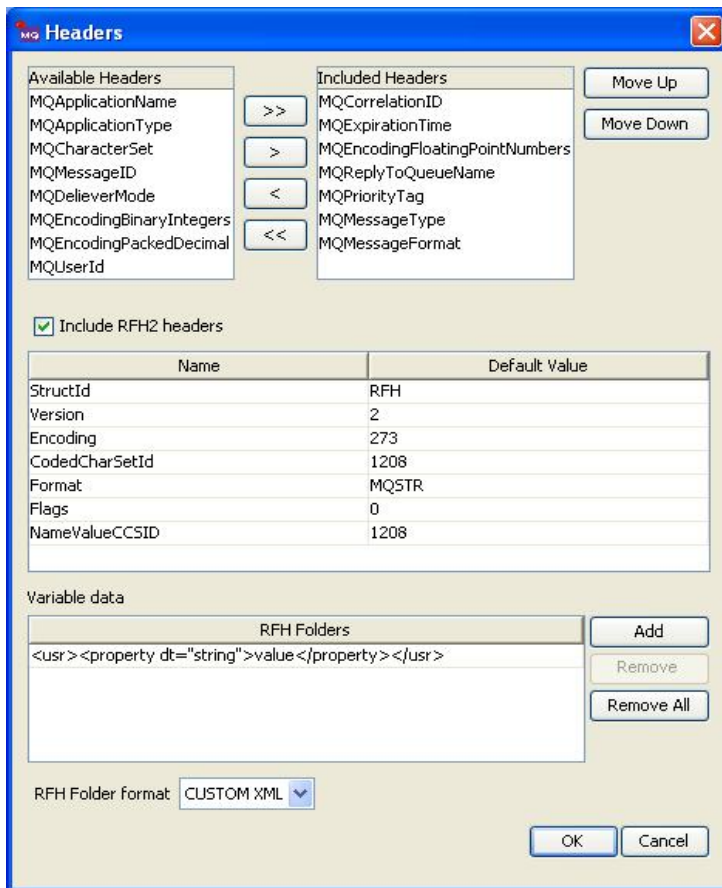 MQ Headers
Available Headers
MQApplicationName
MQApplicationType
MQCharacterSet
MQMessageID
MQDelieverMode
MQEncodingBinaryIntegers
MQEncodingPackedDecimal
MQUserId
>>
>
<
<<
Included Headers
MQCorrelationID
MQExpirationTime
MQEncodingFloatingPointNumbers
MQReplyToQueueName
MQPriorityTag
MQMessageType
MQMessageFormat
Move Up
Move Down
Include RFH2 headers
Name Default Value
StructId RFH
Version 2
Encoding 273
CodedCharSetId 1208
Format MQSTR
Flags 0
NameValueCCSID 1208
Variable data
RFH Folders
<usr><property dt="string">value</property></usr>
Add
Remove
Remove All
RFH Folder format CUSTOM XML
OK Cancel